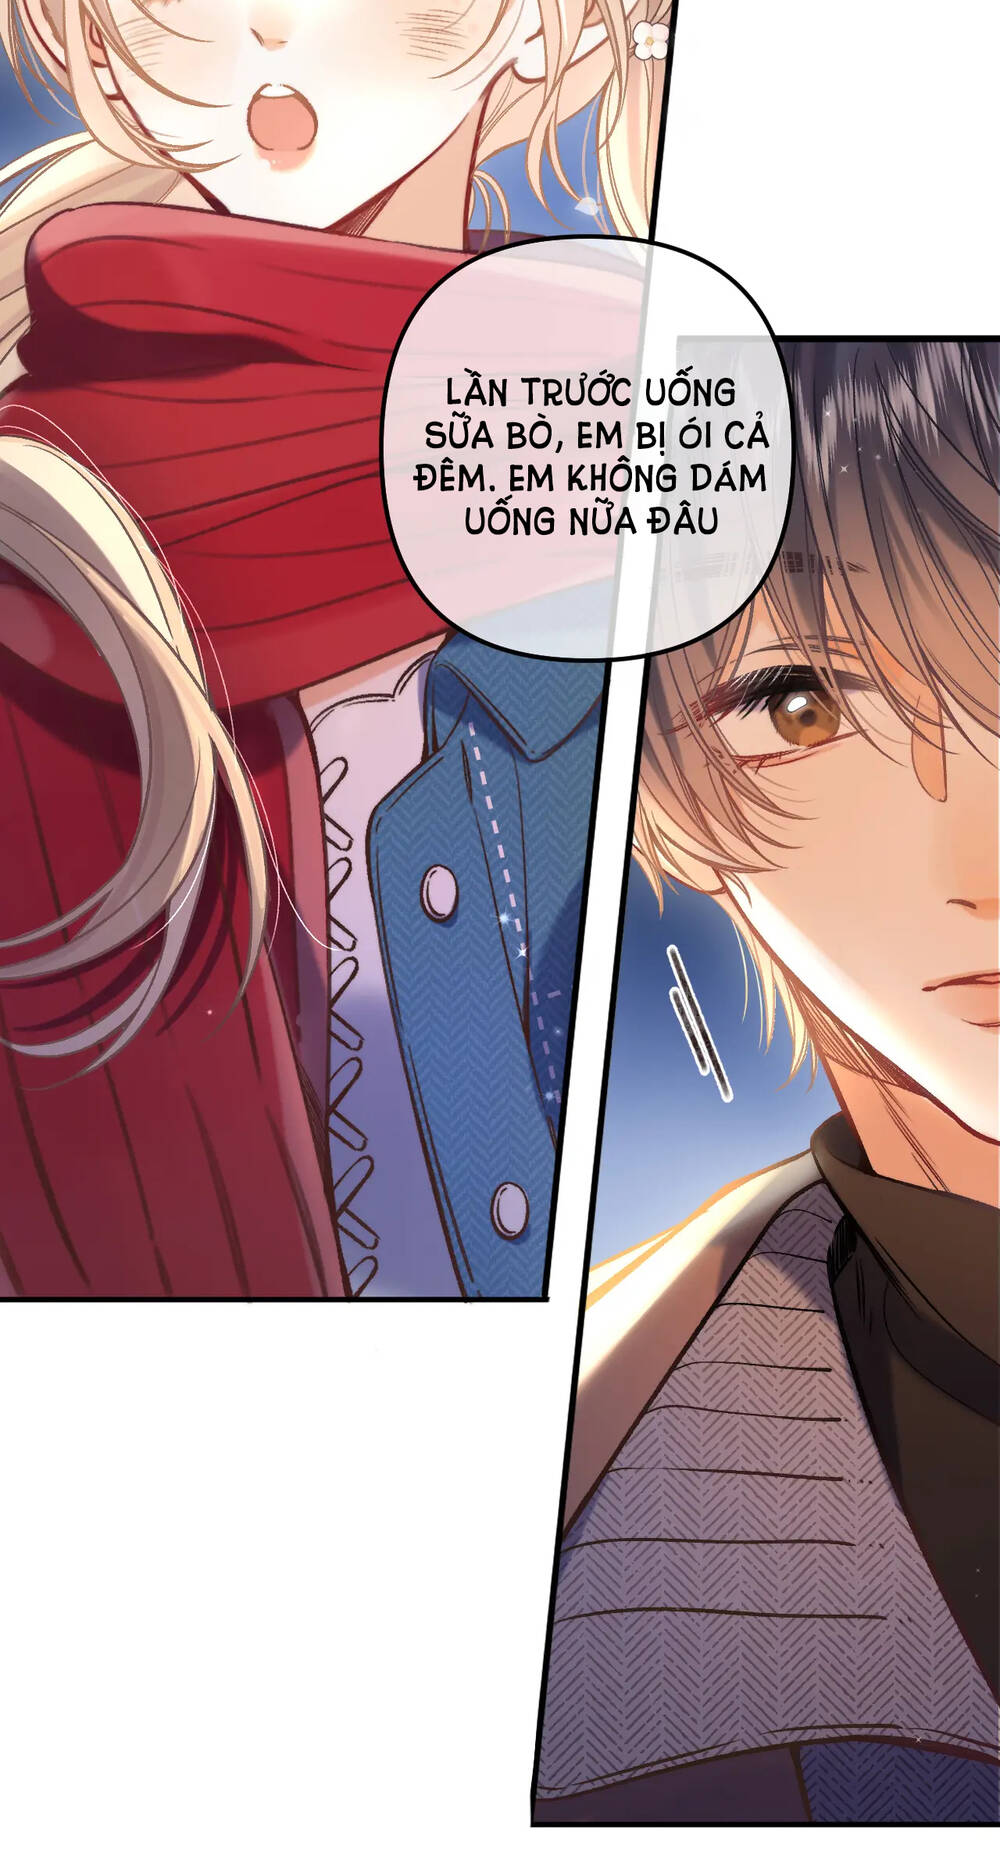 LẦN TRƯỚC UỐNG
SỮA BÒ, EM BỊ ÓI CẢ
ĐÊM. EM KHÔNG DÁM
UỐNG NỮA ĐÂU